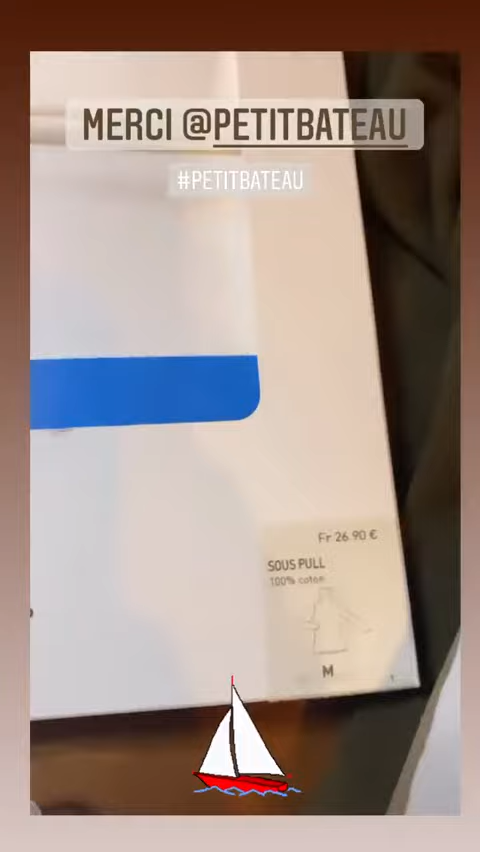 MERCI @PETITBATEAU
#PETITBATEAU
Fr 26.90 €
SOUS PULL
100% coton
M